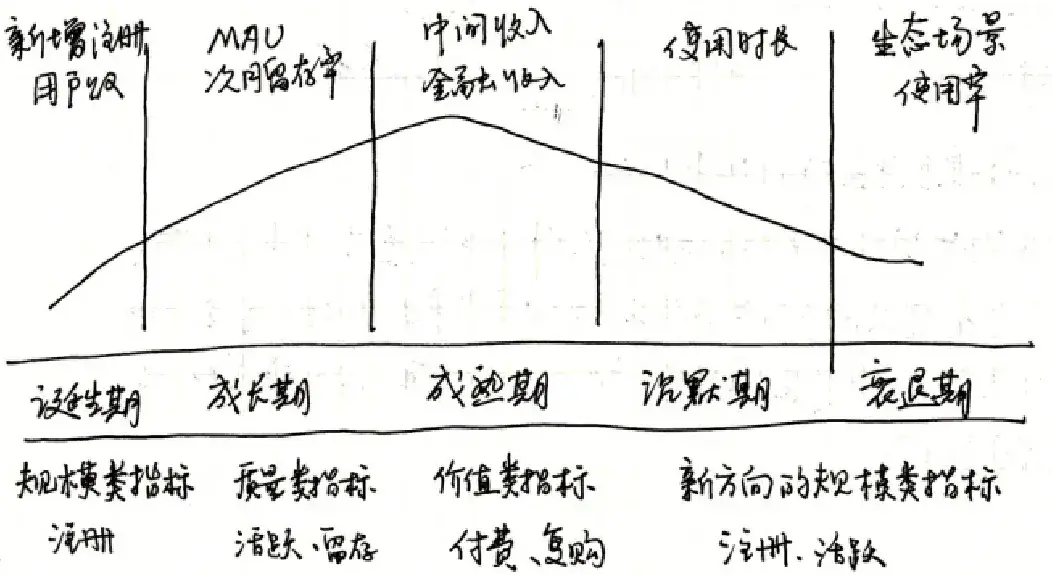 新增注册
用户数
MAU
次月留存率
中间收入
金融收入
使用时长
生态场景
使用率
诞生期
成长期
成熟期
沉默期
衰退期
规模类指标
注册
质量类指标
活跃、留存
价值类指标
付费、复购
新方向的规模类指标
注册、活跃